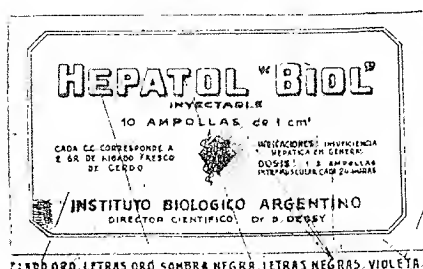 HEPATOL "BIOL"
INYECTABLE
10 AMPOLLAS de 1 cm³
CADA CC CORRESPONDE A
2 GR DE HIGADO FRESCO
DE CERDO
INDICACIONES: INSUFICIENCIA
HEPATICA EN GENERAL
DOSIS: 1 A AMPOLLAS
INTRAMUSCULAR CADA 24 HORAS
INSTITUTO BIOLOGICO ARGENTINO
DIRECTOR CIENTIFICO Dr S. DESSY
ORO, LETRAS ORO SOMBRA NEGRA LETRAS NEGRAS, VIOLETA.